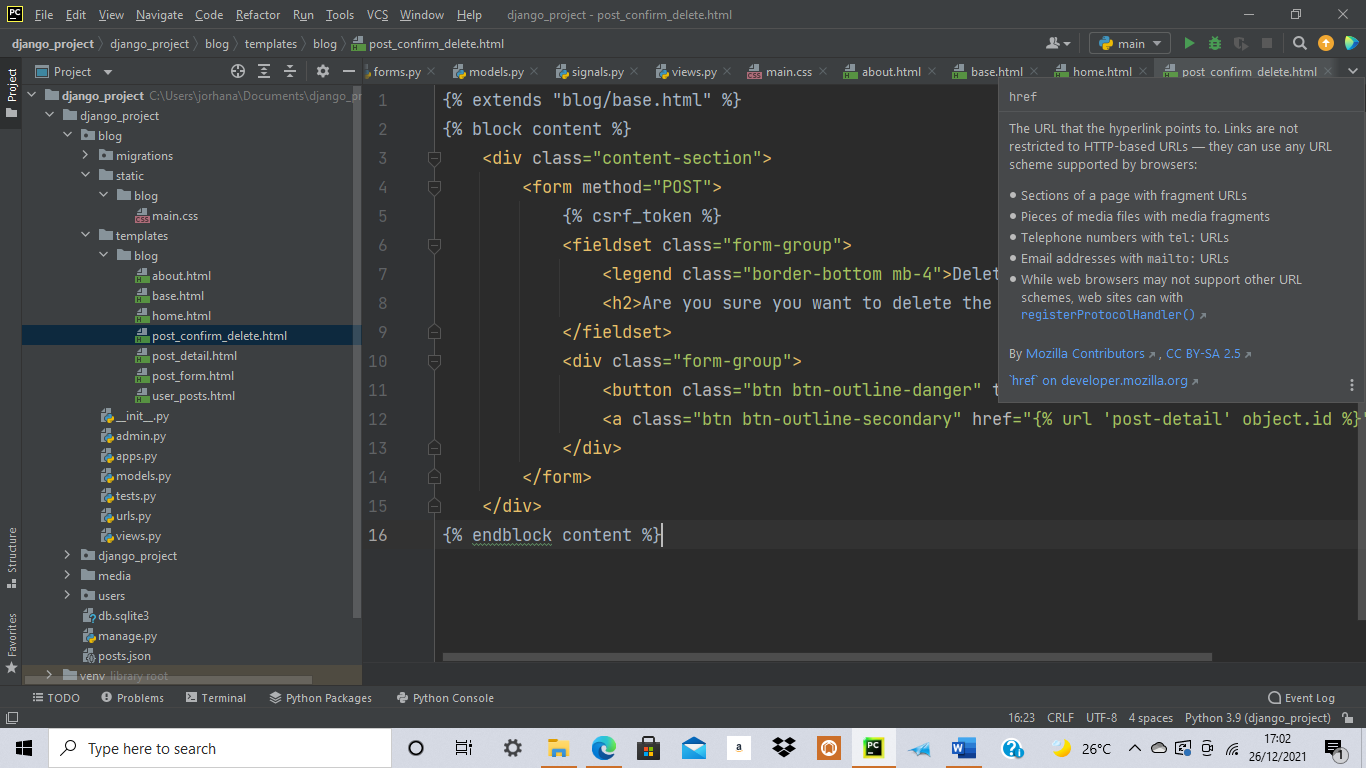 PC File Edit View Navigate Code Refactor Run Tools VCS Window Help django_project - post_confirm_delete.html
django_project django_project blog templates blog post_confirm_delete.html main
Project
forms.py models.py signals.py views.py main.css about.html base.html home.html post_confirm_delete.html
Project
Structure
Favorites
django_project C:\Users\jorhana\Documents\django_pr
django_project
blog
migrations
static
blog
main.css
templates
blog
about.html
base.html
home.html
post_confirm_delete.html
post_detail.html
post_form.html
user_posts.html
__init__.py
admin.py
apps.py
models.py
tests.py
urls.py
views.py
django_project
media
users
db.sqlite3
manage.py
posts.json
venv library root
1 {% extends "blog/base.html" %}
2 {% block content %}
3 <div class="content-section">
4 <form method="POST">
5 {% csrf_token %}
6 <fieldset class="form-group">
7 <legend class="border-bottom mb-4">Delet
8 <h2>Are you sure you want to delete the
9 </fieldset>
10 <div class="form-group">
11 <button class="btn btn-outline-danger" t
12 <a class="btn btn-outline-secondary" href="{% url 'post-detail' object.id %}"
13 </div>
14 </form>
15 </div>
16 {% endblock content %}
href
The URL that the hyperlink points to. Links are not
restricted to HTTP-based URLs — they can use any URL
scheme supported by browsers:
• Sections of a page with fragment URLs
• Pieces of media files with media fragments
• Telephone numbers with tel: URLs
• Email addresses with mailto: URLs
• While web browsers may not support other URL
schemes, web sites can with
registerProtocolHandler()
By Mozilla Contributors , CC BY-SA 2.5
`href` on developer.mozilla.org
TODO Problems Terminal Python Packages Python Console Event Log
16:23 CRLF UTF-8 4 spaces Python 3.9 (django_project)
Type here to search
a
PC
W
26°C
17:02
26/12/2021
1